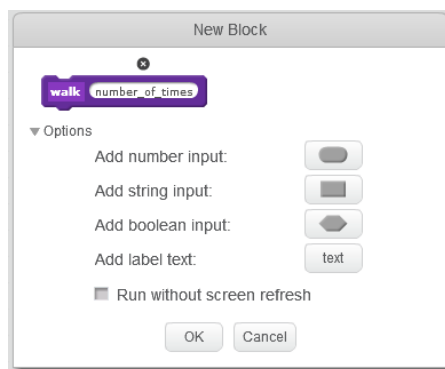 New Block
walk number_of_times
Options
Add number input:
Add string input:
Add boolean input:
Add label text: text
Run without screen refresh
OK Cancel